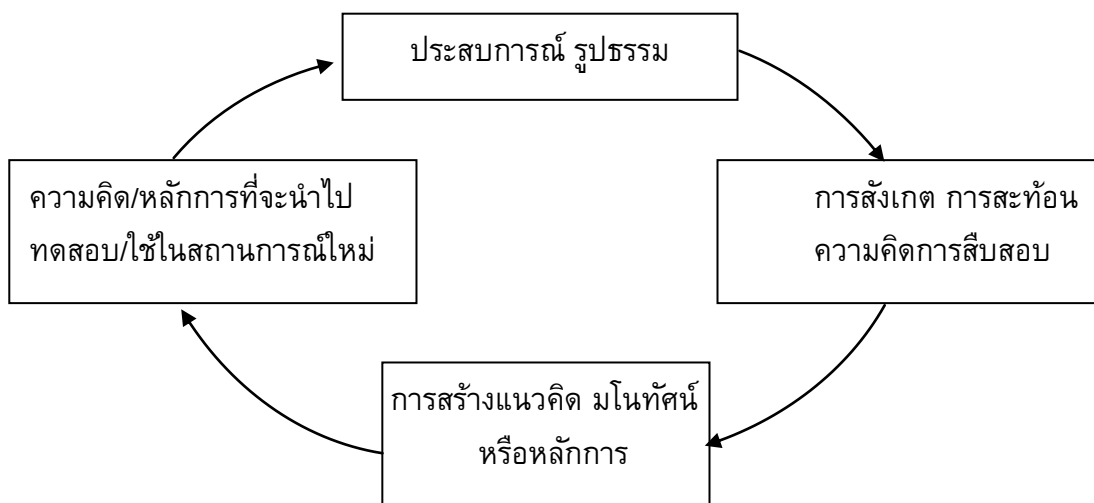 ประสบการณ์ รูปธรรม
การสังเกต การสะท้อน
ความคิดการสืบสอบ
การสร้างแนวคิด มโนทัศน์
หรือหลักการ
ความคิด/หลักการที่จะนำไป
ทดสอบ/ใช้ในสถานการณ์ใหม่